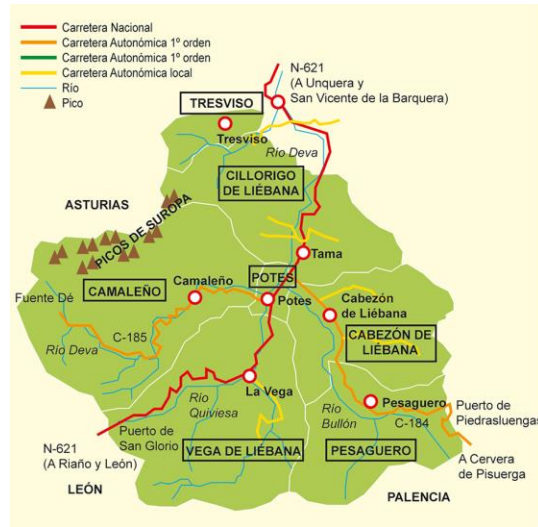 Carretera Nacional
Carretera Autonómica 1º orden
Carretera Autonómica 1º orden
Carretera Autonómica local
Río
Pico
N-621
(A Unquera y
San Vicente de la Barquera)
TRESVISO
Tresviso
Río Deva
CILLORIGO
DE LIÉBANA
ASTURIAS
PICOS DE SUROPA
Tama
CAMALEÑO
Camaleño
POTES
Potes
Fuente Dé
C-185
Río Deva
Cabezón
de Liébana
CABEZÓN DE
LIÉBANA
La Vega
Río
Quiviesa
Pesaguero
Puerto de
Piedrasluengas
Río
Bullón
C-184
Puerto de
San Glorio
N-621
(A Riaño y León)
VEGA DE LIÉBANA
PESAGUERO
A Cervera
de Pisuerga
LEÓN
PALENCIA